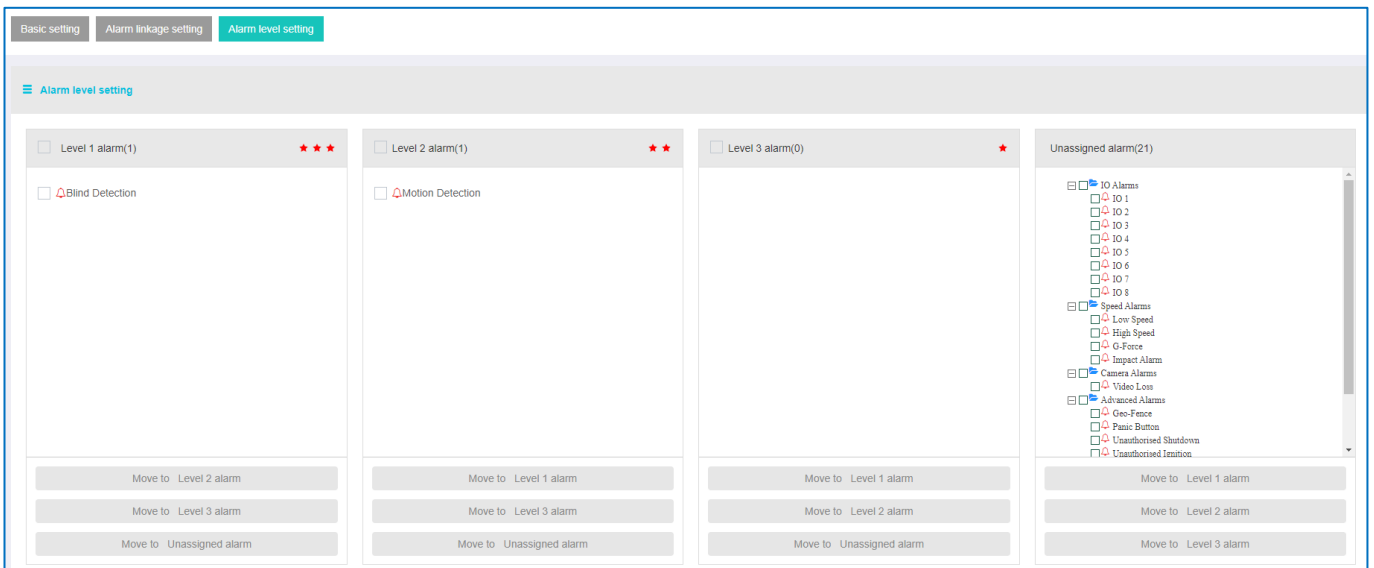 Basic setting Alarm linkage setting Alarm level setting
Alarm level setting
Level 1 alarm(1)
Blind Detection
Move to Level 2 alarm
Move to Level 3 alarm
Move to Unassigned alarm
Level 2 alarm(1)
Motion Detection
Move to Level 1 alarm
Move to Level 3 alarm
Move to Unassigned alarm
Level 3 alarm(0)
Move to Level 1 alarm
Move to Level 2 alarm
Move to Unassigned alarm
Unassigned alarm(21)
IO Alarms
IO 1
IO 2
IO 3
IO 4
IO 5
IO 6
IO 7
IO 8
Speed Alarms
Low Speed
High Speed
G-Force
Impact Alarm
Camera Alarms
Video Loss
Advanced Alarms
Geo-Fence
Panic Button
Unauthorised Shutdown
Unauthorised Ignition
Move to Level 1 alarm
Move to Level 2 alarm
Move to Level 3 alarm